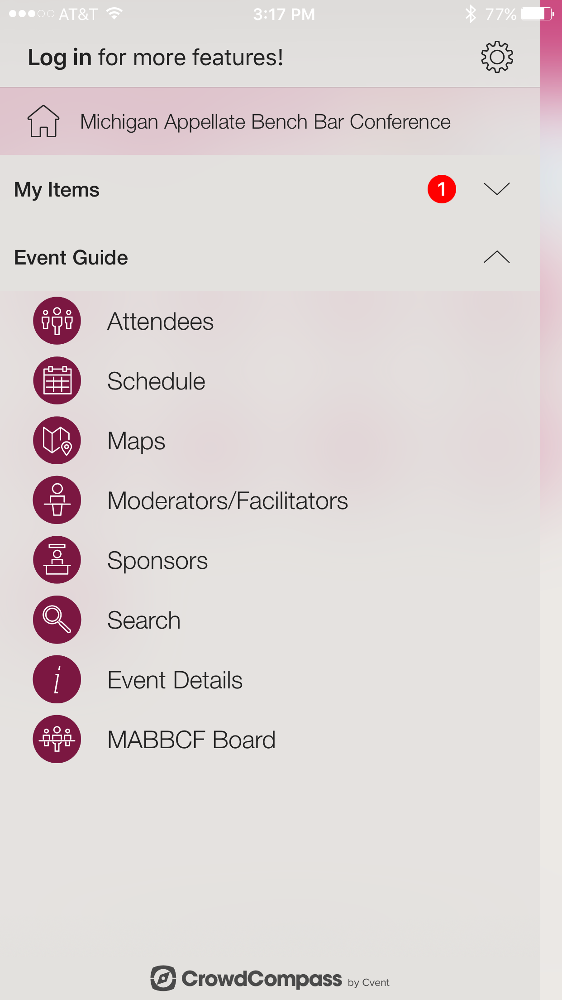 AT&T 3:17 PM 77%
Log in for more features!
Michigan Appellate Bench Bar Conference
My Items 1
Event Guide
Attendees
Schedule
Maps
Moderators/Facilitators
Sponsors
Search
Event Details
MABBCF Board
CrowdCompass by Cvent